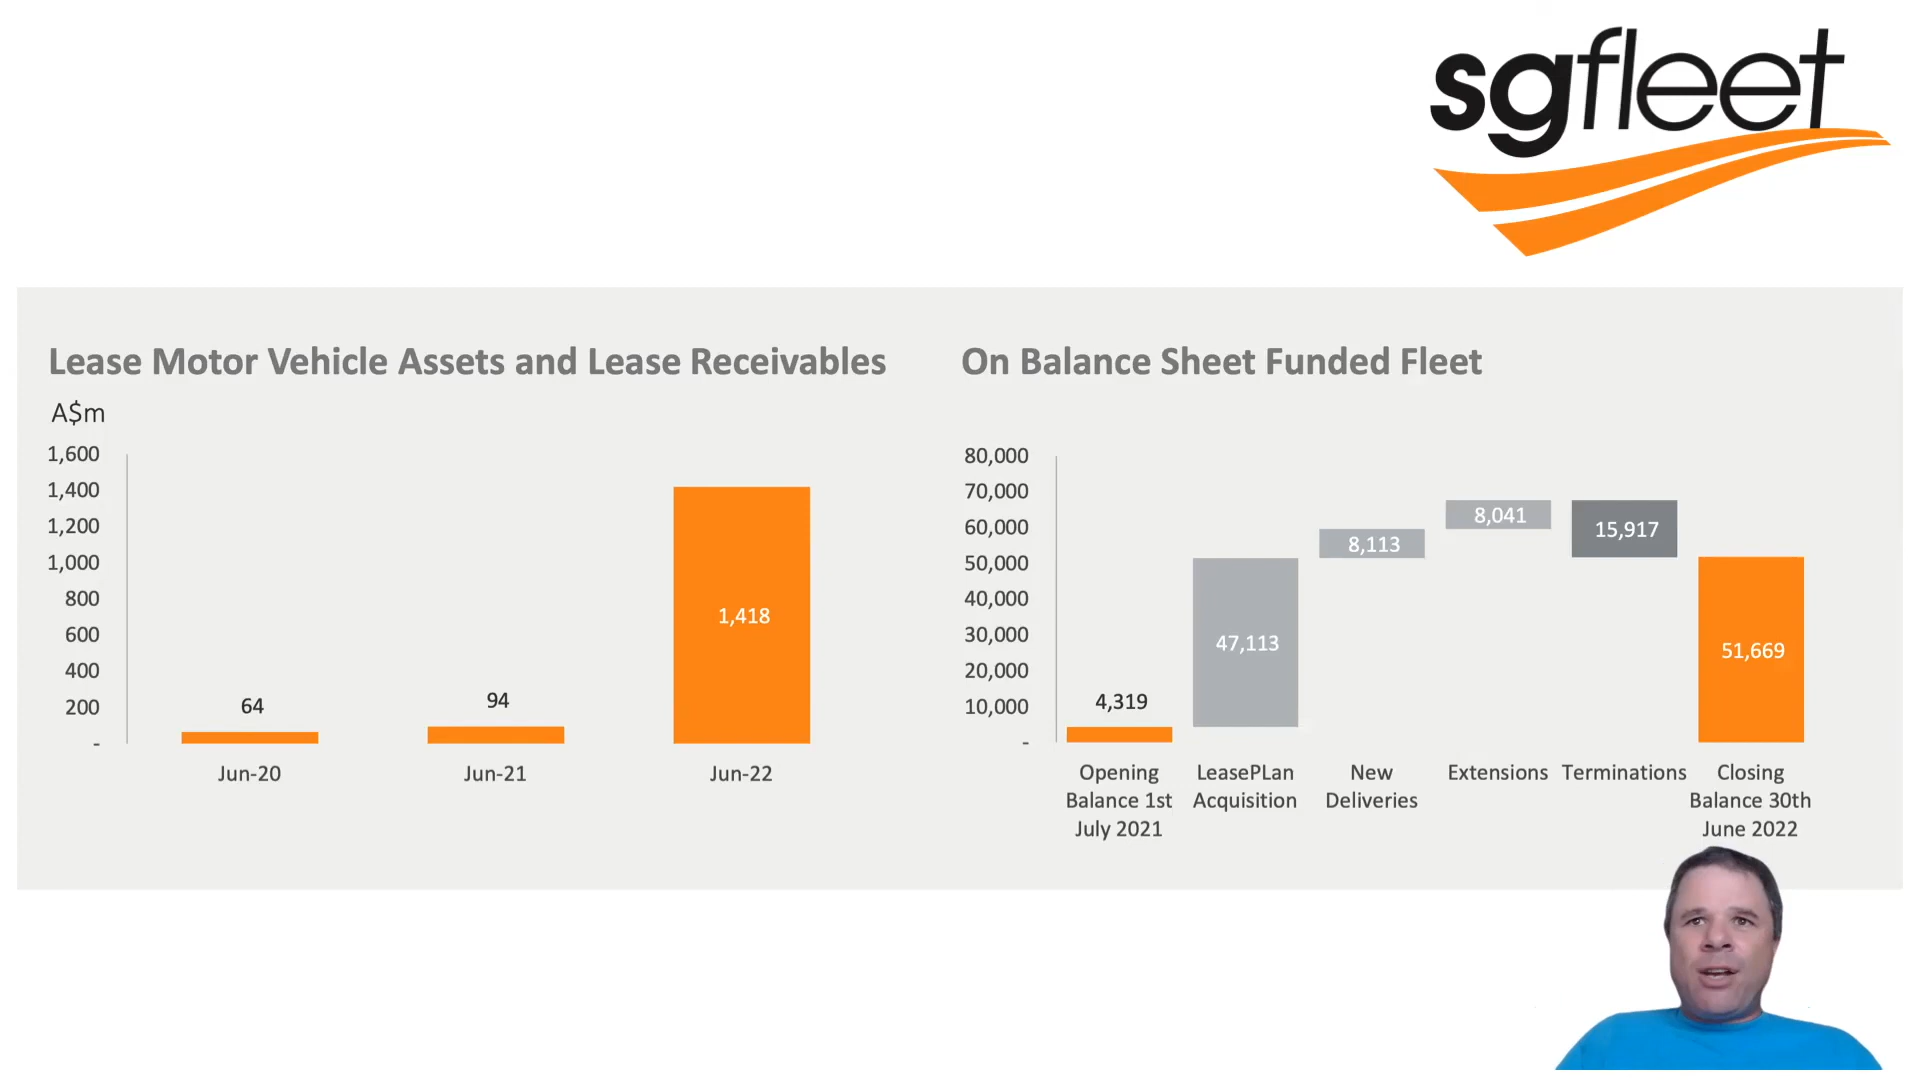 sgfleet
Lease Motor Vehicle Assets and Lease Receivables
A$m
1,600
1,400
1,200
1,000
800
600
400
200
-
64
94
1,418
Jun-20
Jun-21
Jun-22
On Balance Sheet Funded Fleet
80,000
70,000
60,000
50,000
40,000
30,000
20,000
10,000
-
4,319
47,113
8,113
8,041
15,917
51,669
Opening
Balance 1st
July 2021
LeasePLan
Acquisition
New
Deliveries
Extensions
Terminations
Closing
Balance 30th
June 2022